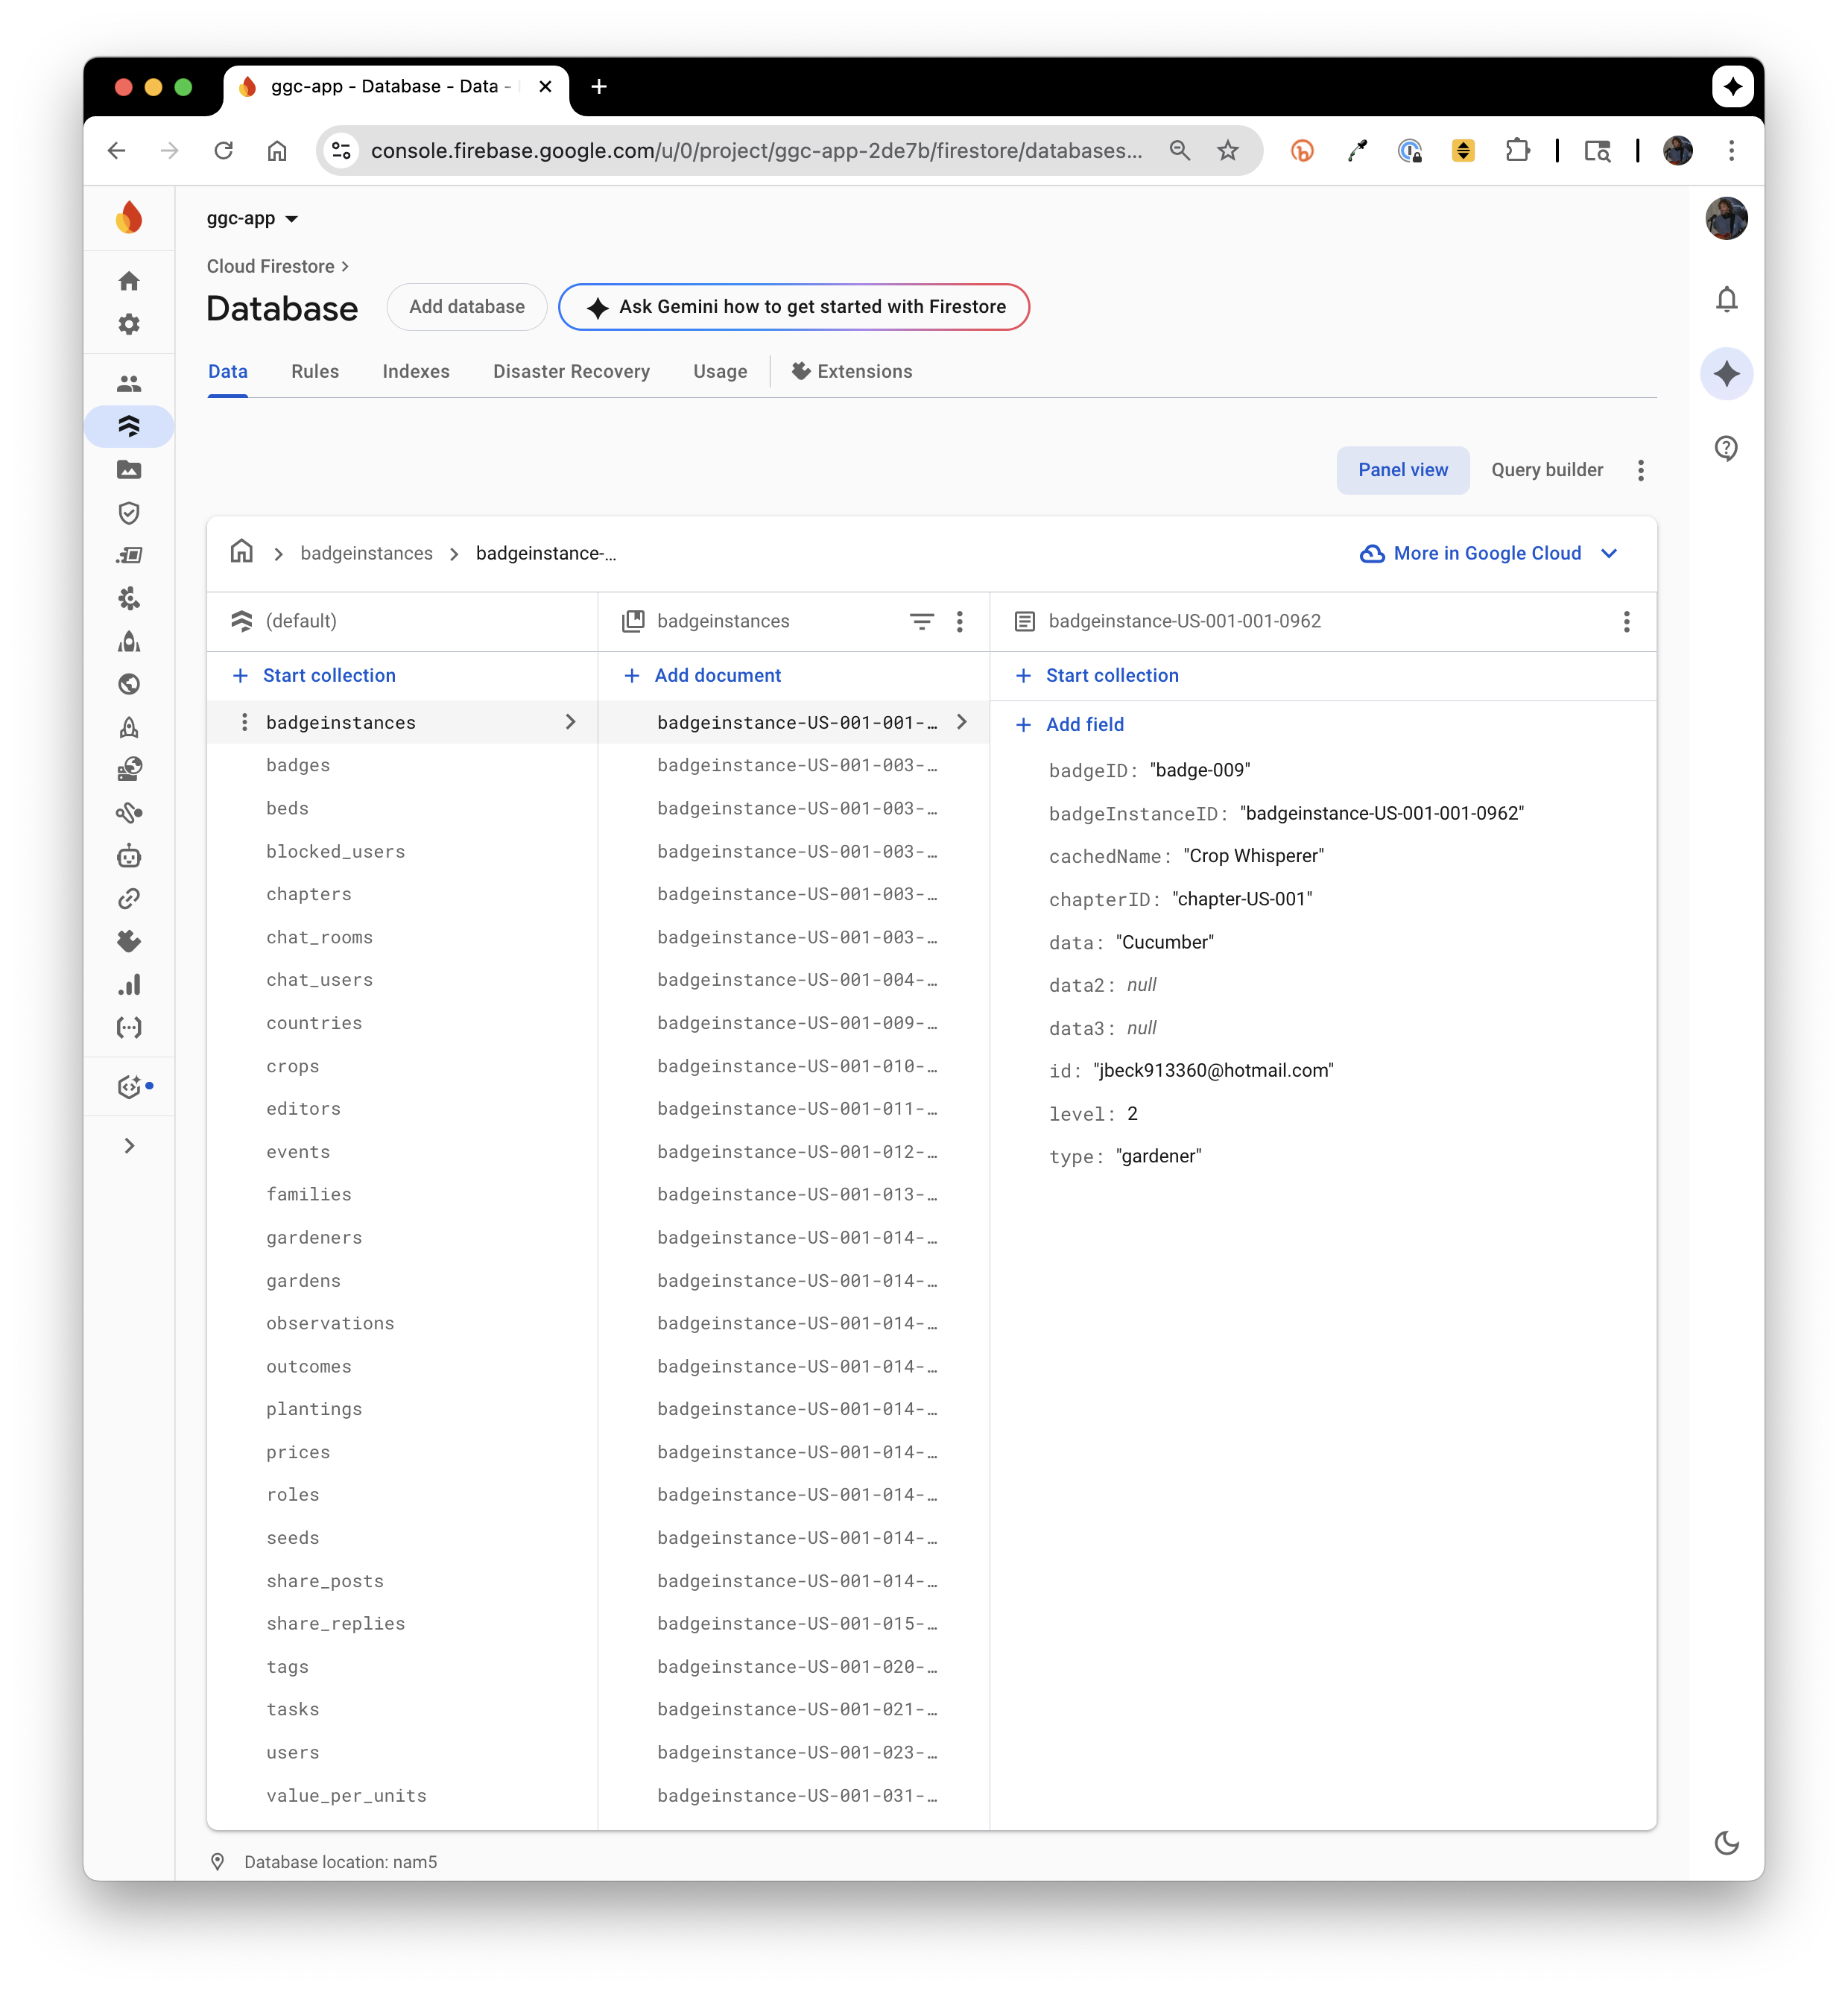 ggc-app - Database - Data -
console.firebase.google.com/u/0/project/ggc-app-2de7b/firestore/databases...
ggc-app
Cloud Firestore
Database
Add database
Ask Gemini how to get started with Firestore
Data
Rules
Indexes
Disaster Recovery
Usage
Extensions
Panel view
Query builder
badgeinstances
badgeinstance-...
More in Google Cloud
(default)
Start collection
badgeinstances
badges
beds
blocked_users
chapters
chat_rooms
chat_users
countries
crops
editors
events
families
gardeners
gardens
observations
outcomes
plantings
prices
roles
seeds
share_posts
share_replies
tags
tasks
users
value_per_units
badgeinstances
Add document
badgeinstance-US-001-001-…
badgeinstance-US-001-003-…
badgeinstance-US-001-003-…
badgeinstance-US-001-003-…
badgeinstance-US-001-003-…
badgeinstance-US-001-003-…
badgeinstance-US-001-004-…
badgeinstance-US-001-009-…
badgeinstance-US-001-010-…
badgeinstance-US-001-011-…
badgeinstance-US-001-012-…
badgeinstance-US-001-013-…
badgeinstance-US-001-014-…
badgeinstance-US-001-014-…
badgeinstance-US-001-014-…
badgeinstance-US-001-014-…
badgeinstance-US-001-014-…
badgeinstance-US-001-014-…
badgeinstance-US-001-014-…
badgeinstance-US-001-014-…
badgeinstance-US-001-014-…
badgeinstance-US-001-015-…
badgeinstance-US-001-020-…
badgeinstance-US-001-021-…
badgeinstance-US-001-023-…
badgeinstance-US-001-031-…
badgeinstance-US-001-001-0962
Start collection
Add field
badgeID: "badge-009"
badgeInstanceID: "badgeinstance-US-001-001-0962"
cachedName: "Crop Whisperer"
chapterID: "chapter-US-001"
data: "Cucumber"
data2: null
data3: null
id: "jbeck913360@hotmail.com"
level: 2
type: "gardener"
Database location: nam5